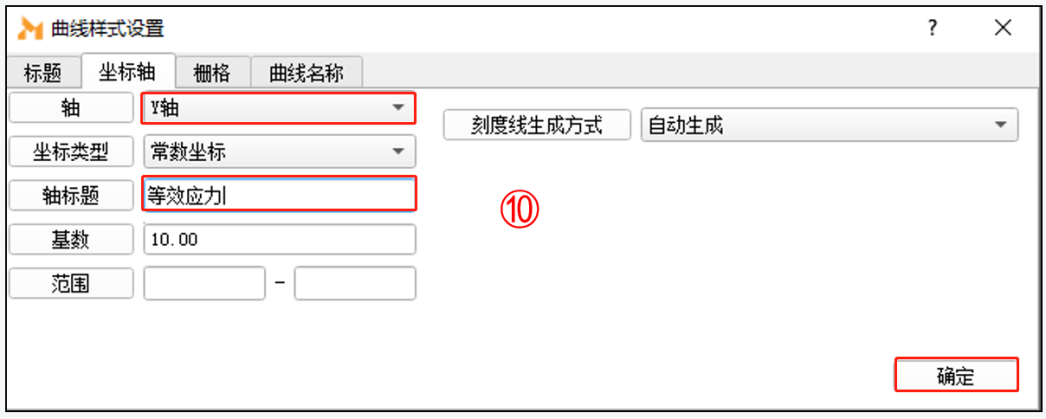 曲线样式设置 ?
标题 坐标轴 栅格 曲线名称
轴 Y轴
刻度线生成方式 自动生成
坐标类型 常数坐标
轴标题 等效应力
⑩
基数 10.00
范围 -
确定